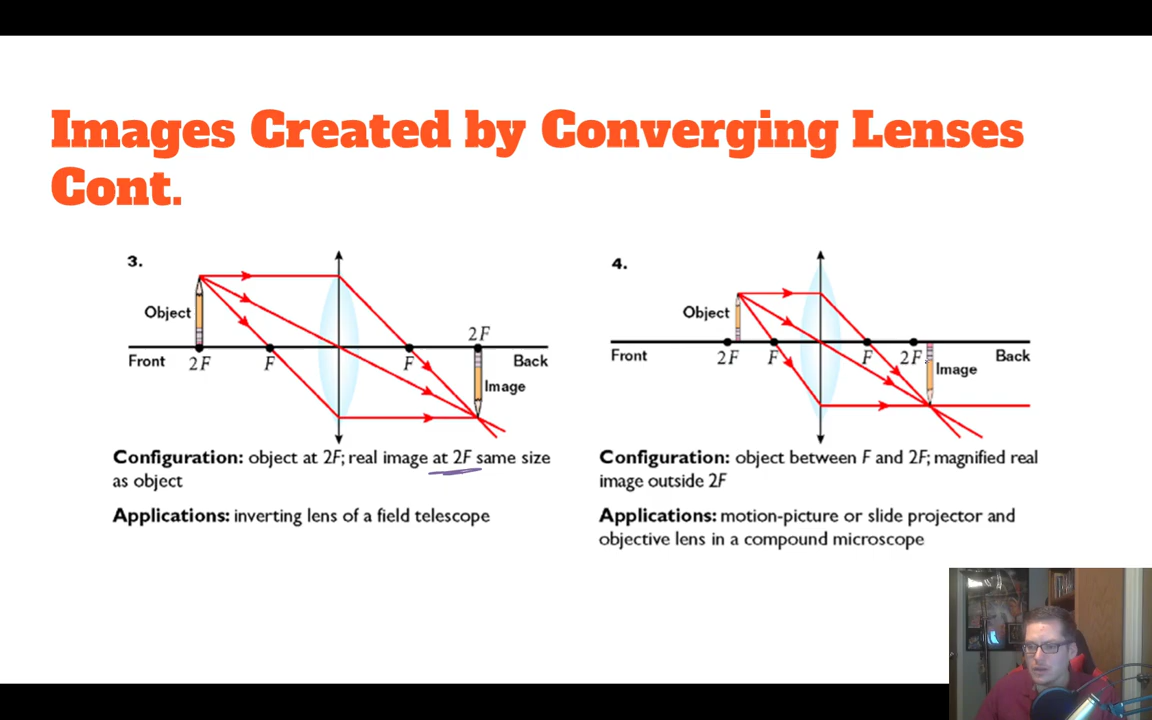 Images Created by Converging Lenses
Cont.
3.
Object
2F
Front
2F
F
F
Back
Image
Configuration: object at 2F; real image at 2F same size
as object
Applications: inverting lens of a field telescope
4.
Object
Front
2F
F
F
2F
Back
Image
Configuration: object between F and 2F; magnified real
image outside 2F
Applications: motion-picture or slide projector and
objective lens in a compound microscope